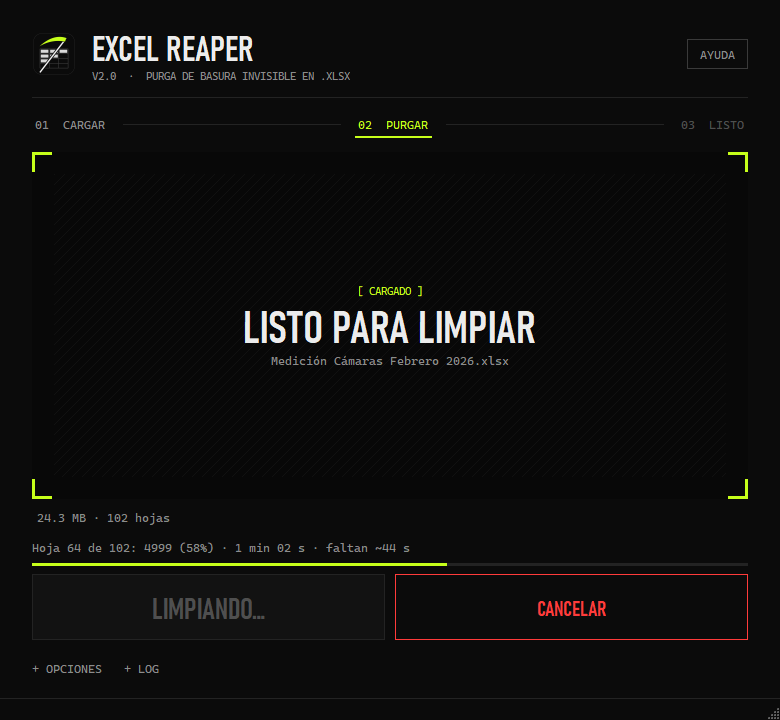 EXCEL REAPER
AYUDA
V2.0 · PURGA DE BASURA INVISIBLE EN .XLSX
01 CARGAR
02 PURGAR
03 LISTO
[ CARGADO ]
LISTO PARA LIMPIAR
Medición Cámaras Febrero 2026.xlsx
24.3 MB · 102 hojas
Hoja 64 de 102: 4999 (58%) · 1 min 02 s · faltan ~44 s
LIMPIANDO…
CANCELAR
+ OPCIONES + LOG